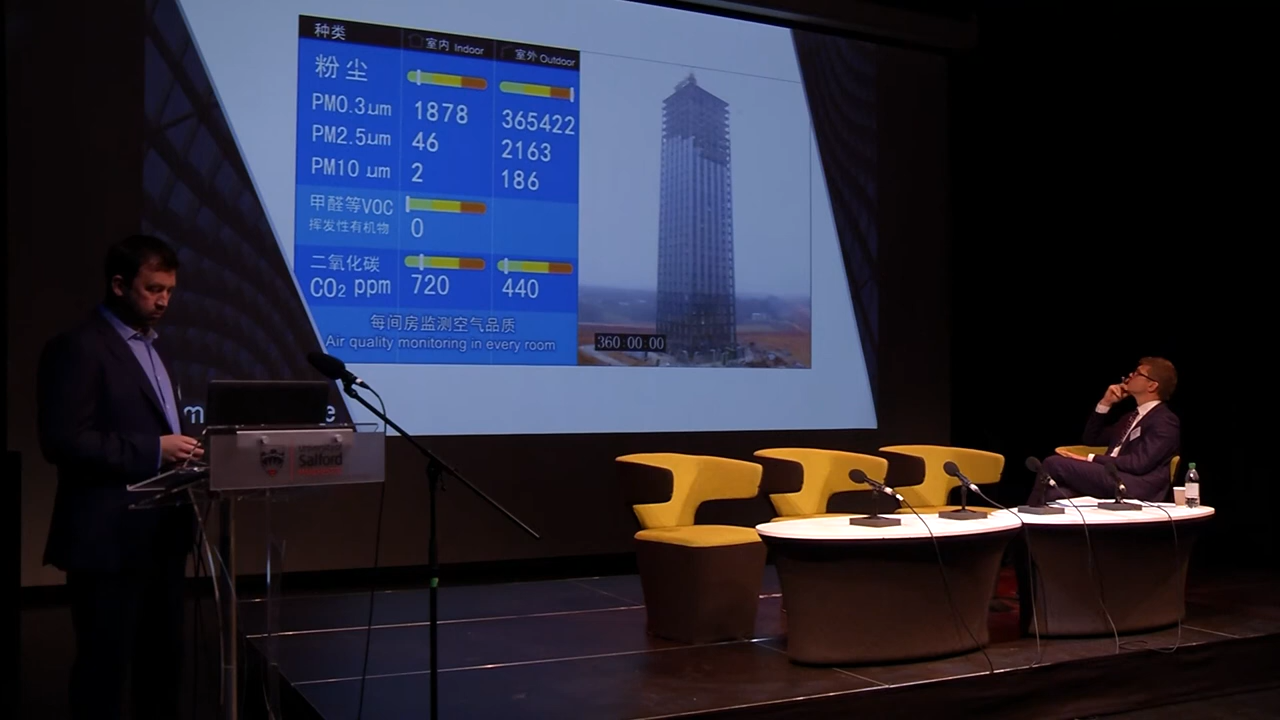 种类 室内 Indoor 室外 Outdoor
粉尘
PM0.3um 1878 365422
PM2.5um 46 2163
PM10 um 2 186
甲醛等VOC
挥发性有机物 0
二氧化碳
CO₂ ppm 720 440
每间房监测空气品质
Air quality monitoring in every room
360:00:00
m
e
University of
Salford